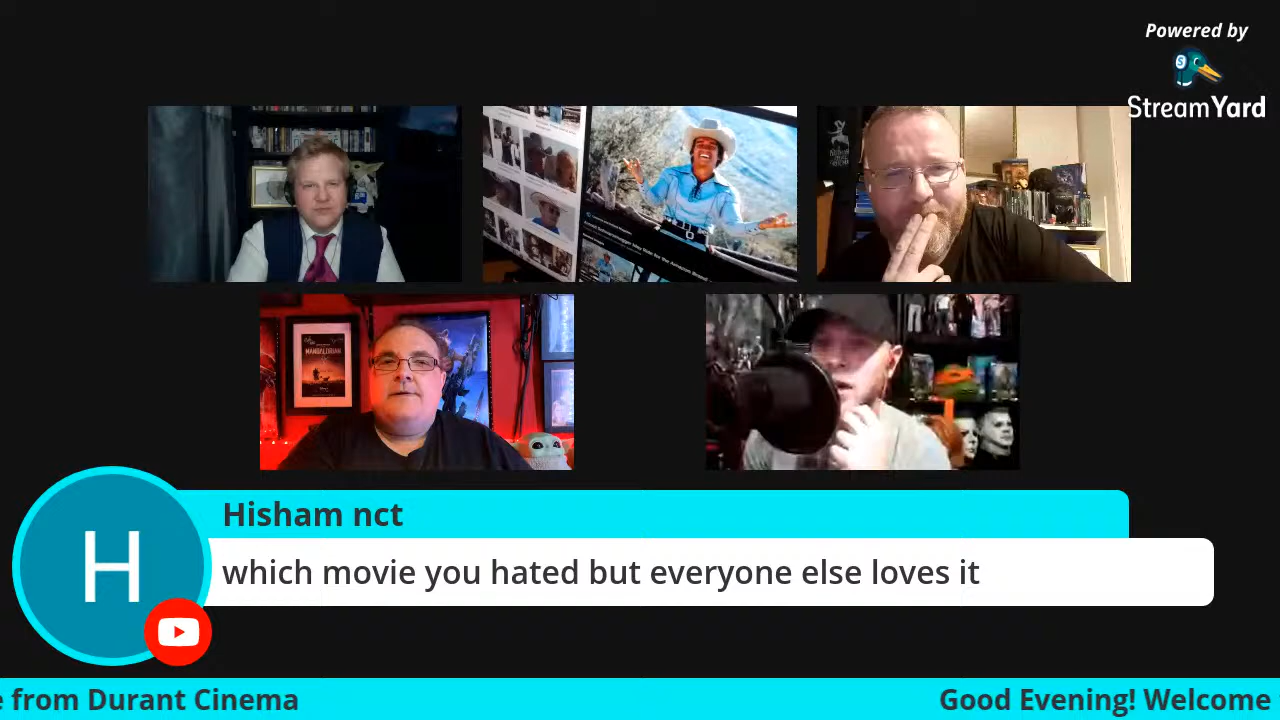 Powered by
StreamYard
MANDALORIAN
H
Hisham nct
which movie you hated but everyone else loves it
e from Durant Cinema
Good Evening! Welcome